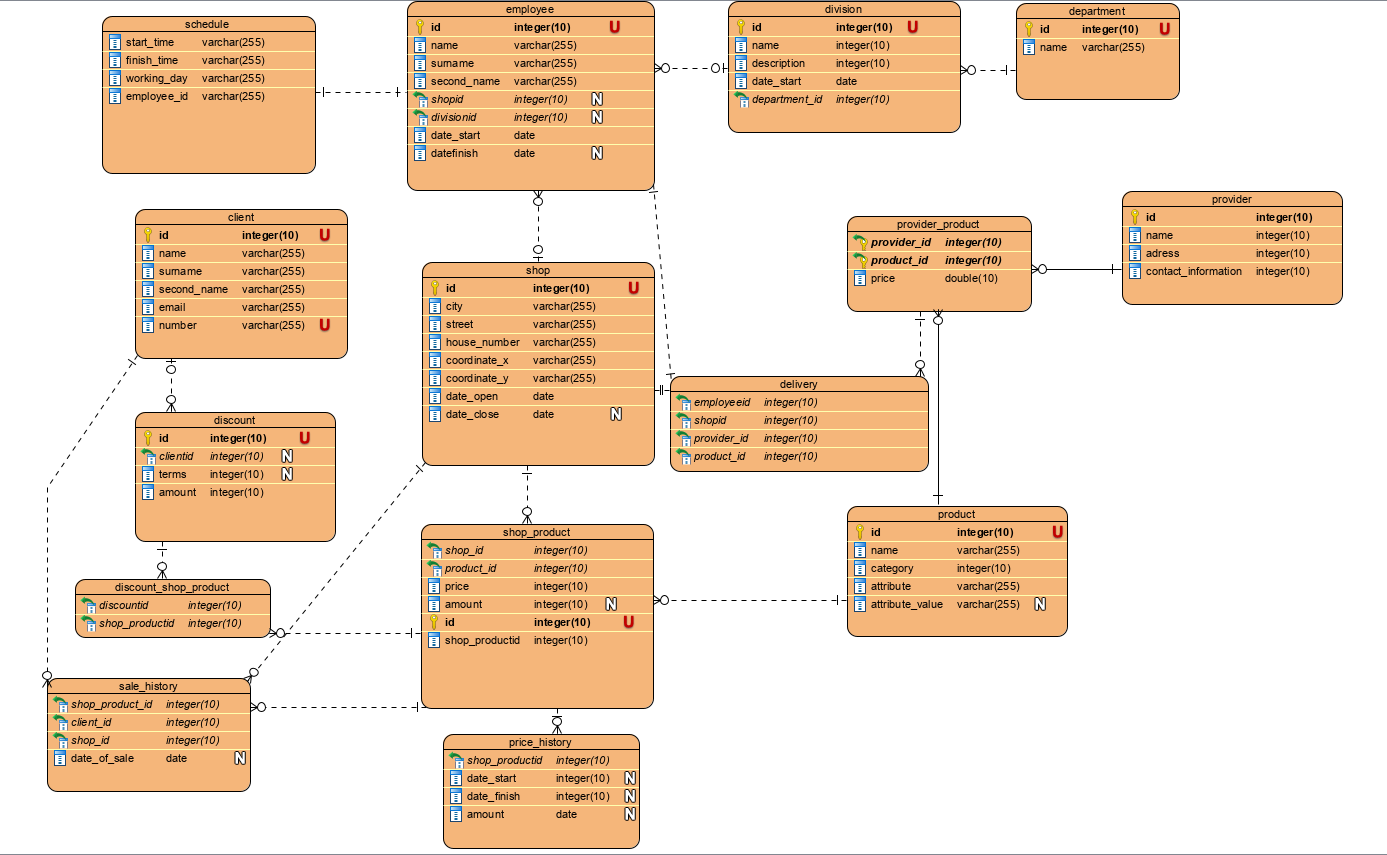 schedule
start_time varchar(255)
finish_time varchar(255)
working_day varchar(255)
employee_id varchar(255)
employee
id integer(10) U
name varchar(255)
surname varchar(255)
second_name varchar(255)
shopid integer(10) N
divisionid integer(10) N
date_start date
datefinish date N
division
id integer(10) U
name integer(10)
description integer(10)
date_start date
department_id integer(10)
department
id integer(10) U
name varchar(255)
client
id integer(10) U
name varchar(255)
surname varchar(255)
second_name varchar(255)
email varchar(255)
number varchar(255) U
shop
id integer(10) U
city varchar(255)
street varchar(255)
house_number varchar(255)
coordinate_x varchar(255)
coordinate_y varchar(255)
date_open date
date_close date N
provider_product
provider_id integer(10)
product_id integer(10)
price double(10)
provider
id integer(10)
name integer(10)
adress integer(10)
contact_information integer(10)
delivery
employeeid integer(10)
shopid integer(10)
provider_id integer(10)
product_id integer(10)
discount
id integer(10) U
clientid integer(10) N
terms integer(10) N
amount integer(10)
discount_shop_product
discountid integer(10)
shop_productid integer(10)
shop_product
shop_id integer(10)
product_id integer(10)
price integer(10)
amount integer(10) N
id integer(10) U
shop_productid integer(10)
product
id integer(10) U
name varchar(255)
category integer(10)
attribute varchar(255)
attribute_value varchar(255) N
sale_history
shop_product_id integer(10)
client_id integer(10)
shop_id integer(10)
date_of_sale date N
price_history
shop_productid integer(10)
date_start integer(10) N
date_finish integer(10) N
amount date N